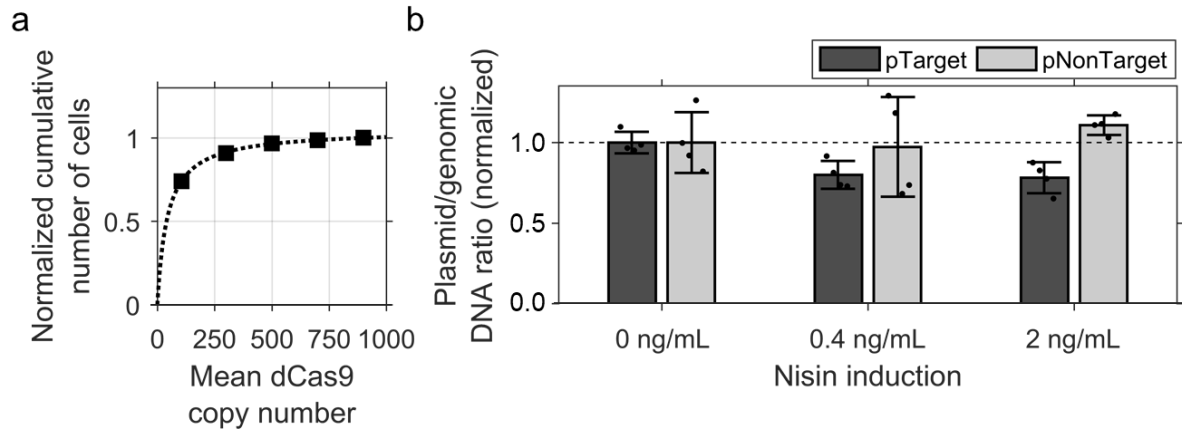 a
Normalized cumulative
number of cells
1
0.5
0
0 250 500 750 1000
Mean dCas9
copy number
b
pTarget pNonTarget
Plasmid/genomic
DNA ratio (normalized)
1.0
0.5
0.0
0 ng/mL 0.4 ng/mL 2 ng/mL
Nisin induction